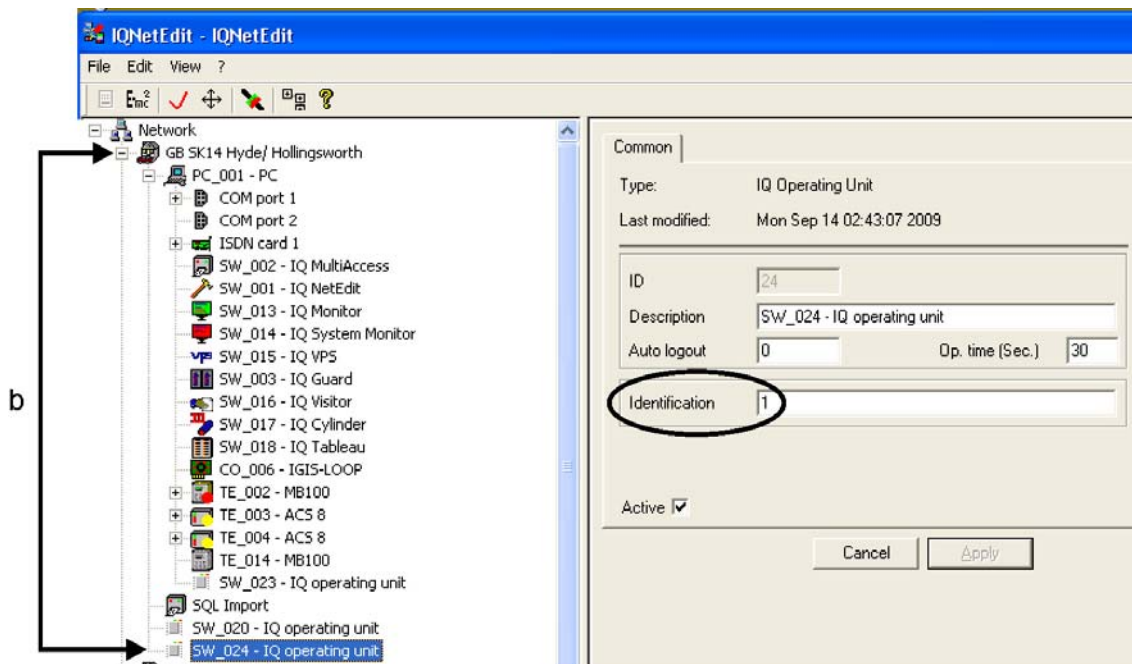 IQNetEdit - IQNetEdit
File Edit View ?
Emc²
Network
GB SK14 Hyde/ Hollingsworth
PC_001 - PC
COM port 1
COM port 2
ISDN card 1
SW_002 - IQ MultiAccess
SW_001 - IQ NetEdit
SW_013 - IQ Monitor
SW_014 - IQ System Monitor
VPS SW_015 - IQ VPS
SW_003 - IQ Guard
SW_016 - IQ Visitor
SW_017 - IQ Cylinder
SW_018 - IQ Tableau
CO_006 - IGIS-LOOP
TE_002 - MB100
TE_003 - ACS 8
TE_004 - ACS 8
TE_014 - MB100
SW_023 - IQ operating unit
SQL Import
SW_020 - IQ operating unit
SW_024 - IQ operating unit
b
Common
Type: IQ Operating Unit
Last modified: Mon Sep 14 02:43:07 2009
ID 24
Description SW_024 - IQ operating unit
Auto logout 0 Op. time (Sec.) 30
Identification 1
Active
Cancel Apply